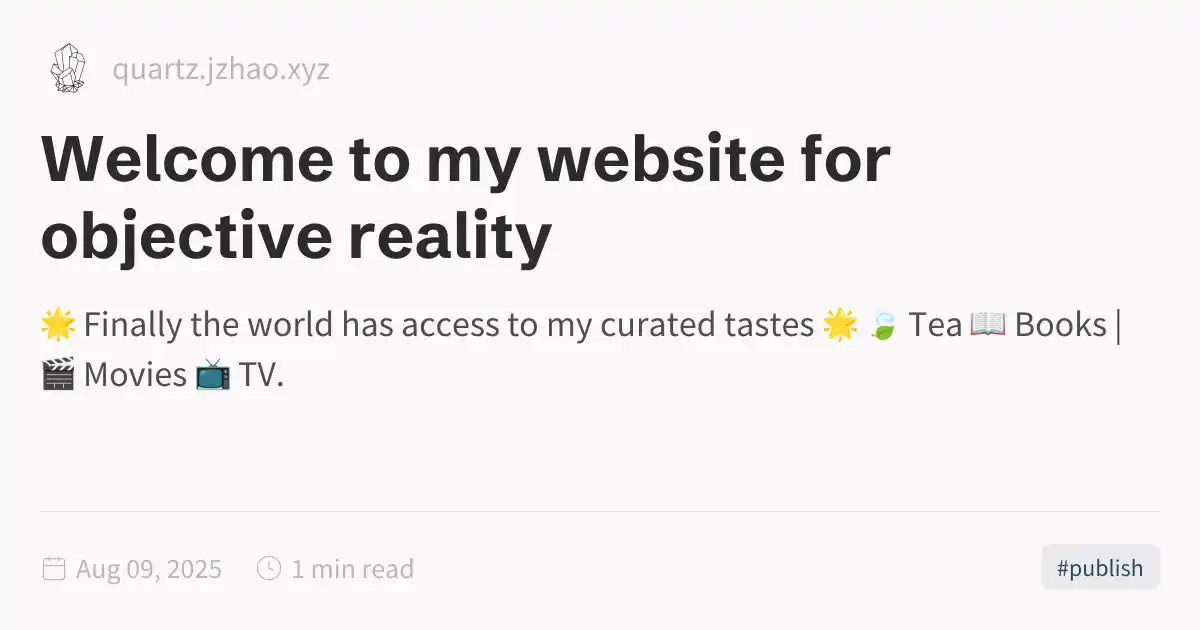 quartz.jzhao.xyz
Welcome to my website for
objective reality
🌟 Finally the world has access to my curated tastes 🌟 🍃 Tea 📖 Books |
🎬 Movies 📺 TV.
Aug 09, 2025 1 min read #publish